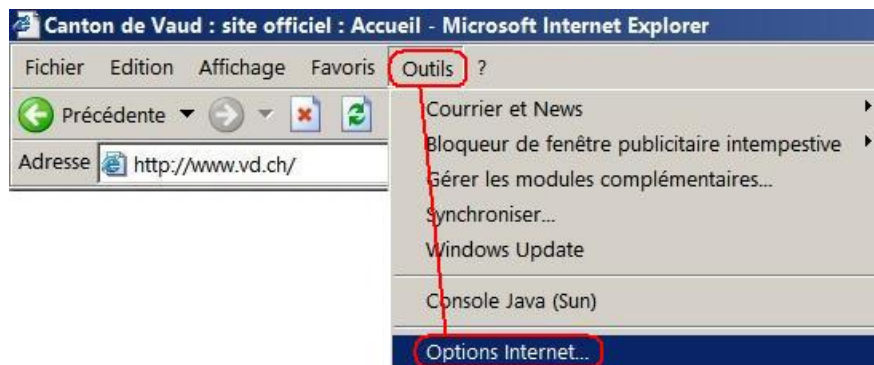 Canton de Vaud : site officiel : Accueil - Microsoft Internet Explorer
Fichier Edition Affichage Favoris Outils ?
Précédente
Adresse http://www.vd.ch/
Courrier et News
Bloqueur de fenêtre publicitaire intempestive
Gérer les modules complémentaires...
Synchroniser...
Windows Update
Console Java (Sun)
Options Internet...